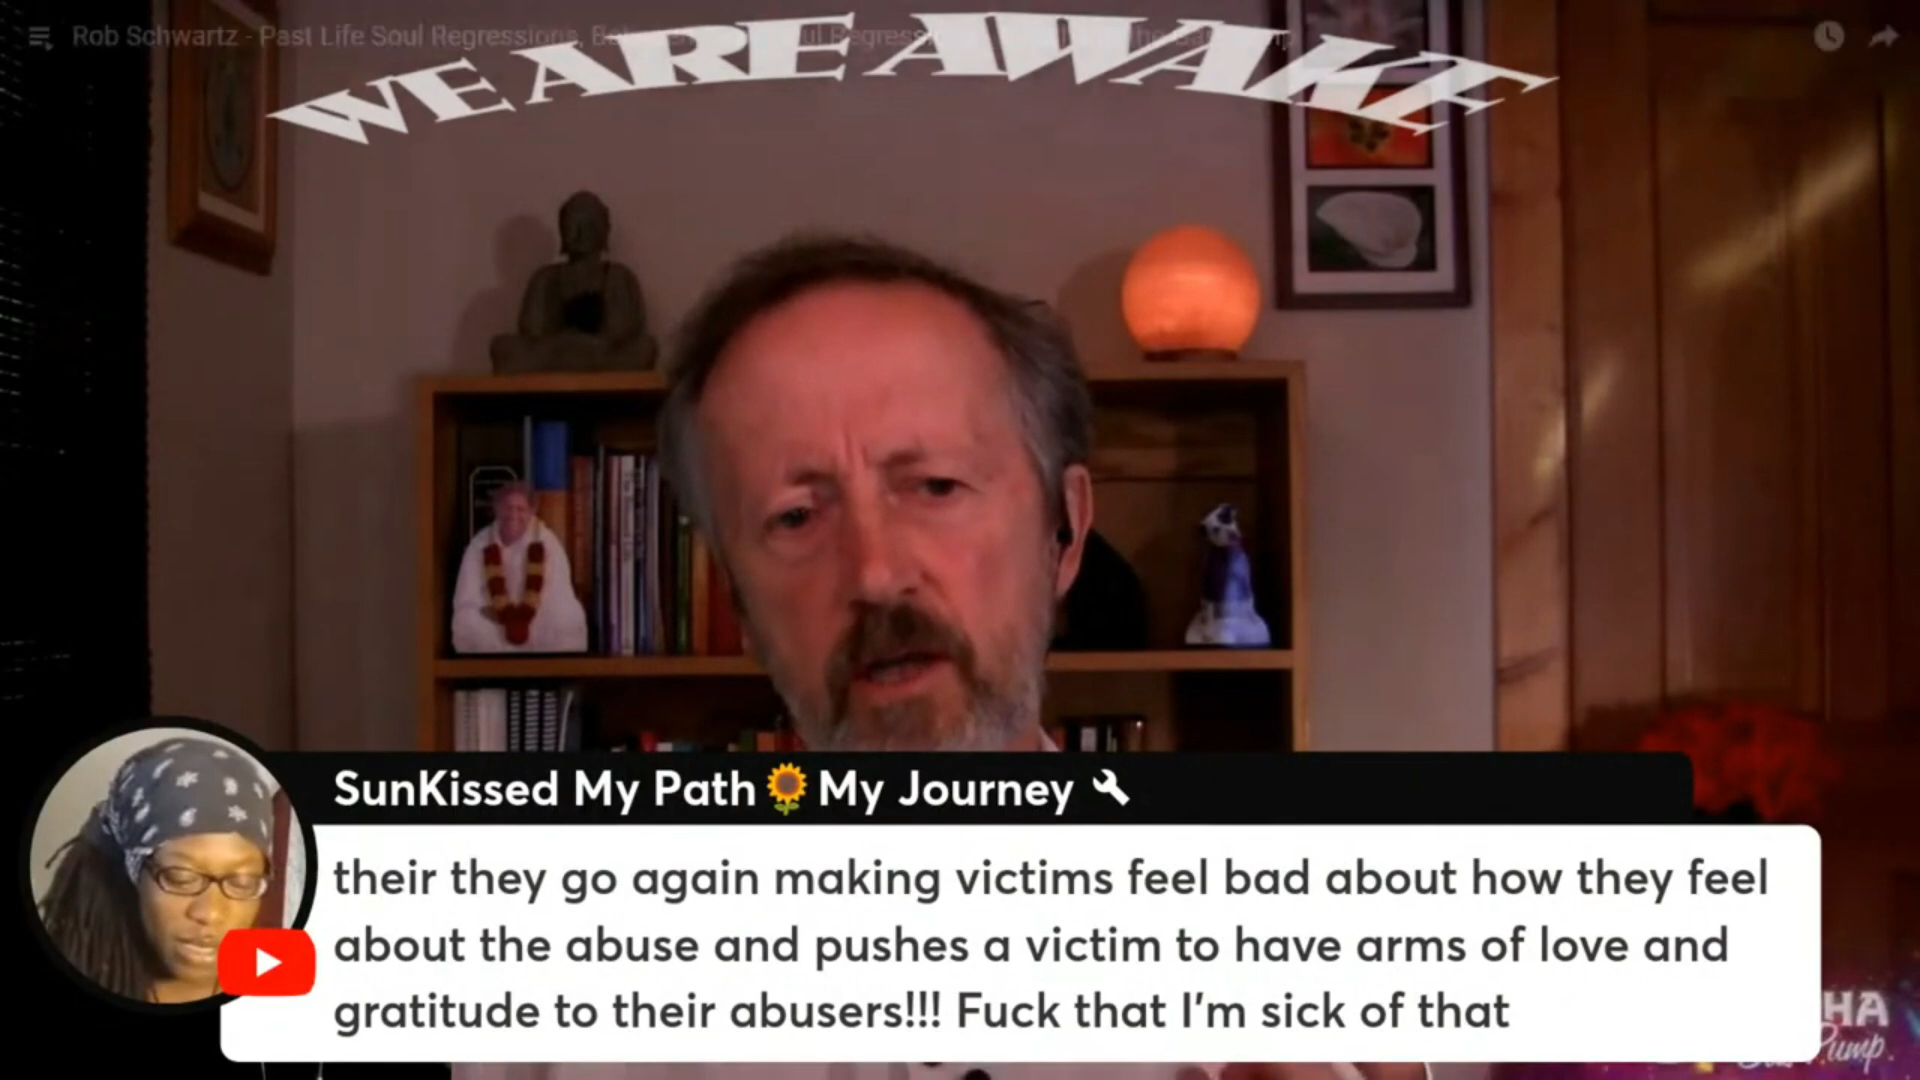 Rob Schwartz - Past Life Soul Regressions,
WE ARE AWAKE
SunKissed My Path🌻My Journey
their they go again making victims feel bad about how they feel
about the abuse and pushes a victim to have arms of love and
gratitude to their abusers!!! Fuck that I'm sick of that
HA
Pump